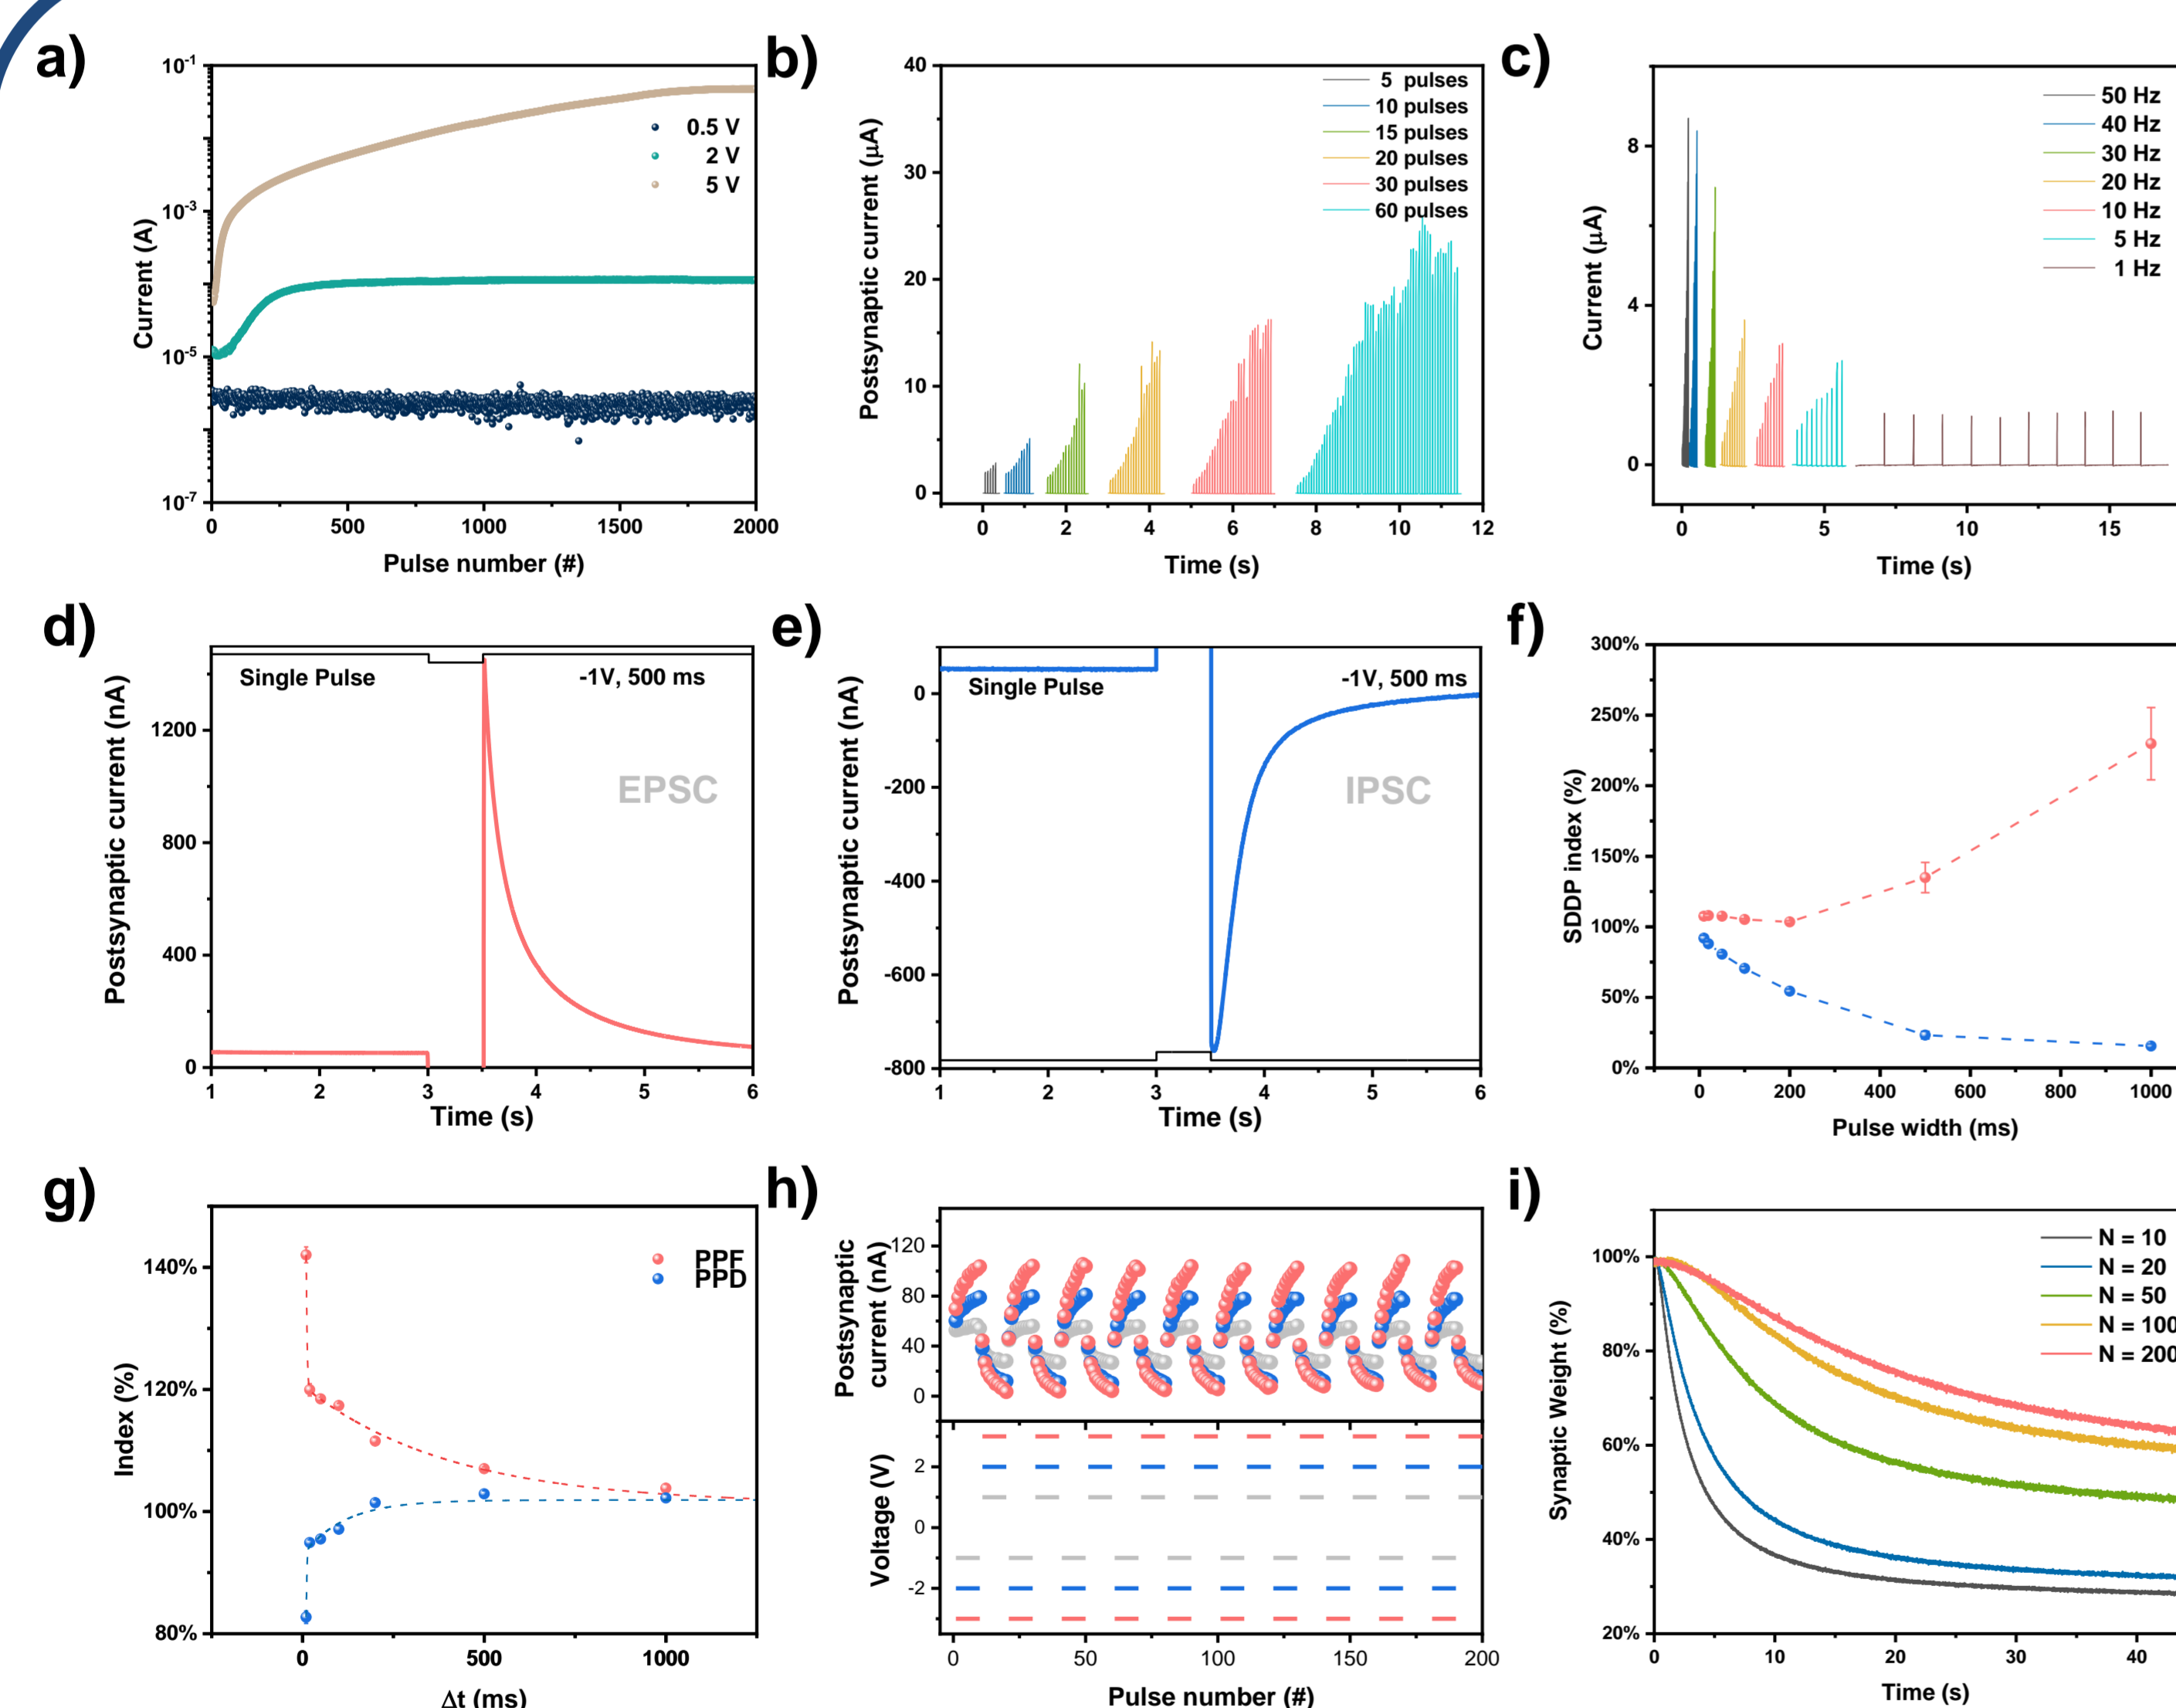 a)
10-1
10-3
10-5
10-7
Current (A)
0.5 V
2 V
5 V
0 500 1000 1500 2000
Pulse number (#)
b)
40
30
20
10
0
Postsynaptic current (μA)
5 pulses
10 pulses
15 pulses
20 pulses
30 pulses
60 pulses
0 2 4 6 8 10 12
Time (s)
c)
8
4
0
Current (μA)
50 Hz
40 Hz
30 Hz
20 Hz
10 Hz
5 Hz
1 Hz
0 5 10 15
Time (s)
d)
Single Pulse -1V, 500 ms
EPSC
1200
800
400
0
Postsynaptic current (nA)
1 2 3 4 5 6
Time (s)
e)
Single Pulse -1V, 500 ms
IPSC
0
-200
-400
-600
-800
Postsynaptic current (nA)
1 2 3 4 5 6
Time (s)
f)
300%
250%
200%
150%
100%
50%
0%
SDDP index (%)
0 200 400 600 800 1000
Pulse width (ms)
g)
140%
120%
100%
80%
Index (%)
PPF
PPD
0 500 1000
Δt (ms)
h)
120
80
40
0
Postsynaptic
current (nA)
2
0
-2
Voltage (V)
0 50 100 150 200
Pulse number (#)
i)
100%
80%
60%
40%
20%
Synaptic Weight (%)
N = 10
N = 20
N = 50
N = 100
N = 200
0 10 20 30 40
Time (s)